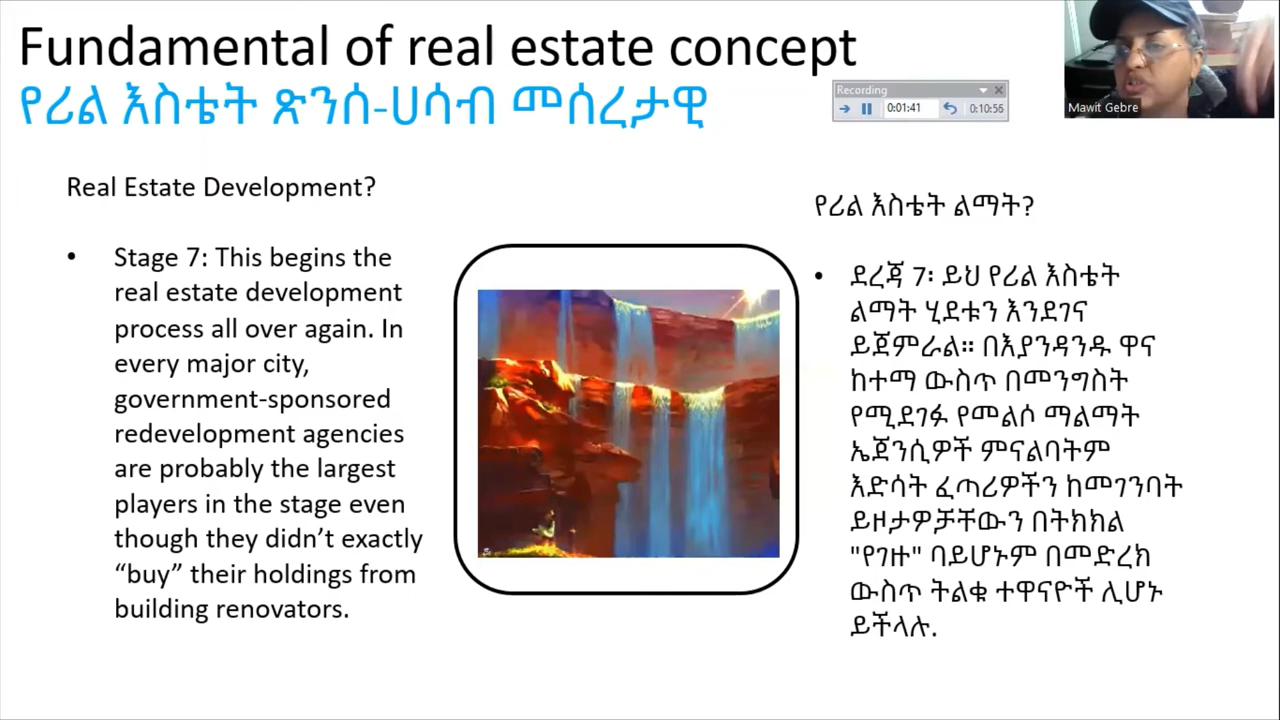 Fundamental of real estate concept
የሪል እስቴት ጽንሰ-ሀሳብ መሰረታዊ
Recording
0:01:41
0:10:56
Mawit Gebre
Real Estate Development?
• Stage 7: This begins the
real estate development
process all over again. In
every major city,
government-sponsored
redevelopment agencies
are probably the largest
players in the stage even
though they didn’t exactly
“buy” their holdings from
building renovators.
የሪል እስቴት ልማት?
• ደረጃ 7፡ ይህ የሪል እስቴት
ልማት ሂደቱን እንደገና
ይጀምራል። በእያንዳንዱ ዋና
ከተማ ውስጥ በመንግስት
የሚደገፉ የመልሶ ማልማት
ኤጀንሲዎች ምናልባትም
እድሳት ፈጣሪዎችን ከመገንባት
ይዞታዎቻቸውን በትክክል
"የገዙ" ባይሆኑም በመድረክ
ውስጥ ትልቁ ተዋናዮች ሊሆኑ
ይችላሉ.